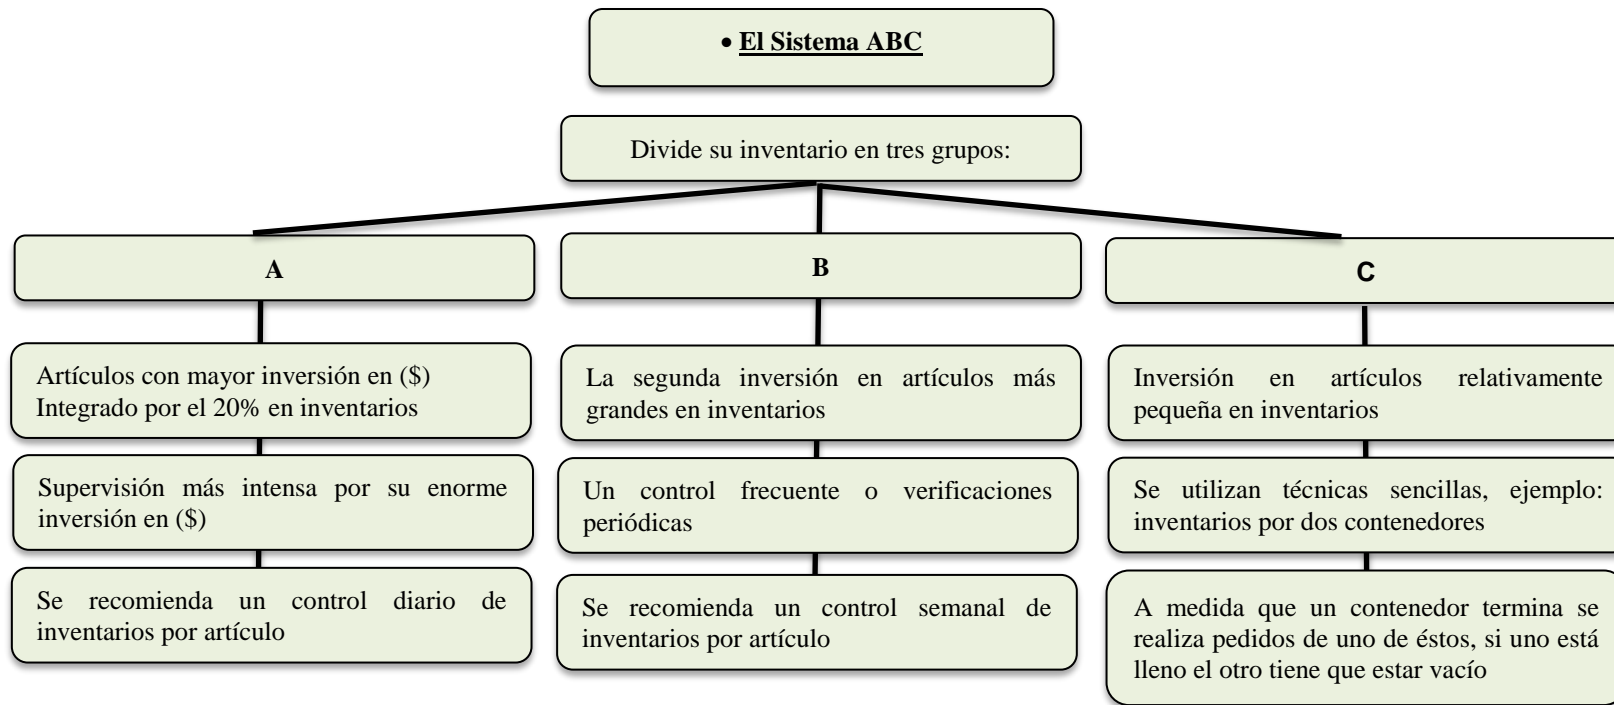 • El Sistema ABC
Divide su inventario en tres grupos:
A
Artículos con mayor inversión en ($)
Integrado por el 20% en inventarios
Supervisión más intensa por su enorme
inversión en ($)
Se recomienda un control diario de
inventarios por artículo
B
La segunda inversión en artículos más
grandes en inventarios
Un control frecuente o verificaciones
periódicas
Se recomienda un control semanal de
inventarios por artículo
C
Inversión en artículos relativamente
pequeña en inventarios
Se utilizan técnicas sencillas, ejemplo:
inventarios por dos contenedores
A medida que un contenedor termina se
realiza pedidos de uno de éstos, si uno está
lleno el otro tiene que estar vacío